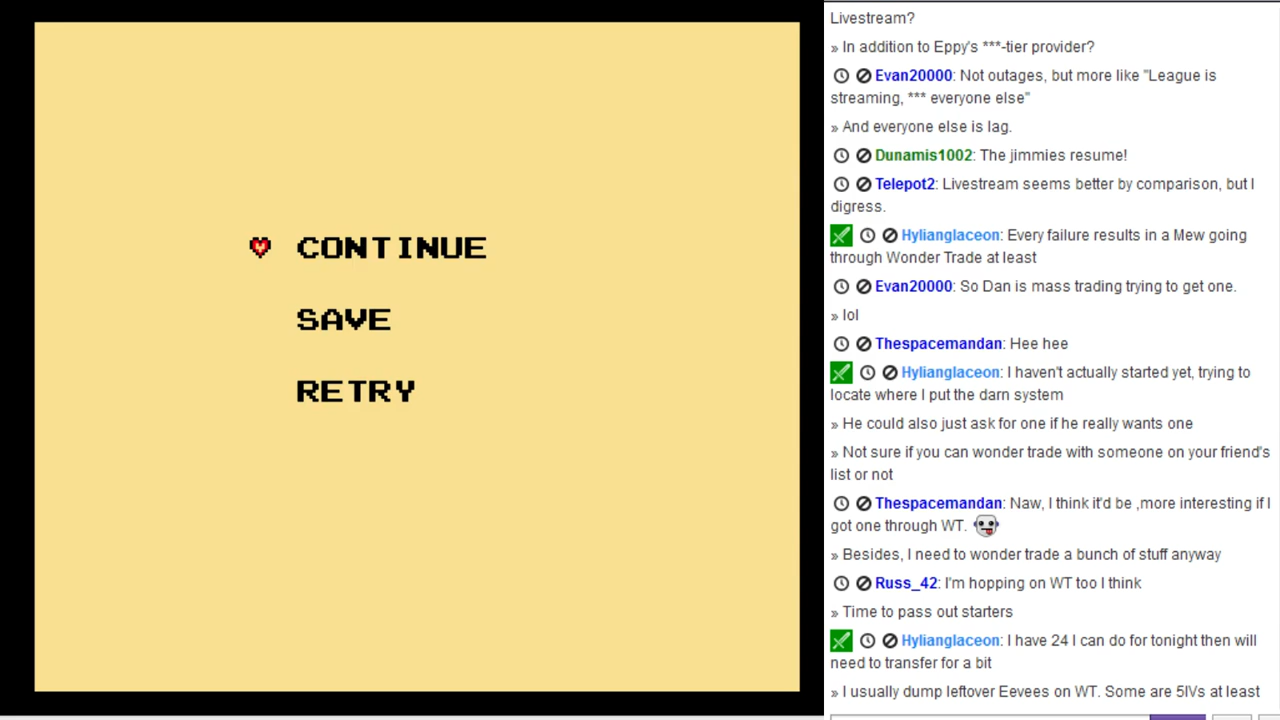 CONTINUE
SAVE
RETRY
Livestream?
» In addition to Eppy's ***-tier provider?
Evan20000: Not outages, but more like "League is
streaming, *** everyone else"
» And everyone else is lag.
Dunamis1002: The jimmies resume!
Telepot2: Livestream seems better by comparison, but I
digress.
Hylianglaceon: Every failure results in a Mew going
through Wonder Trade at least
Evan20000: So Dan is mass trading trying to get one.
» lol
Thespacemandan: Hee hee
Hylianglaceon: I haven't actually started yet, trying to
locate where I put the darn system
» He could also just ask for one if he really wants one
» Not sure if you can wonder trade with someone on your friend's
list or not
Thespacemandan: Naw, I think it'd be ,more interesting if I
got one through WT.
» Besides, I need to wonder trade a bunch of stuff anyway
Russ_42: I'm hopping on WT too I think
» Time to pass out starters
Hylianglaceon: I have 24 I can do for tonight then will
need to transfer for a bit
» I usually dump leftover Eevees on WT. Some are 5IVs at least